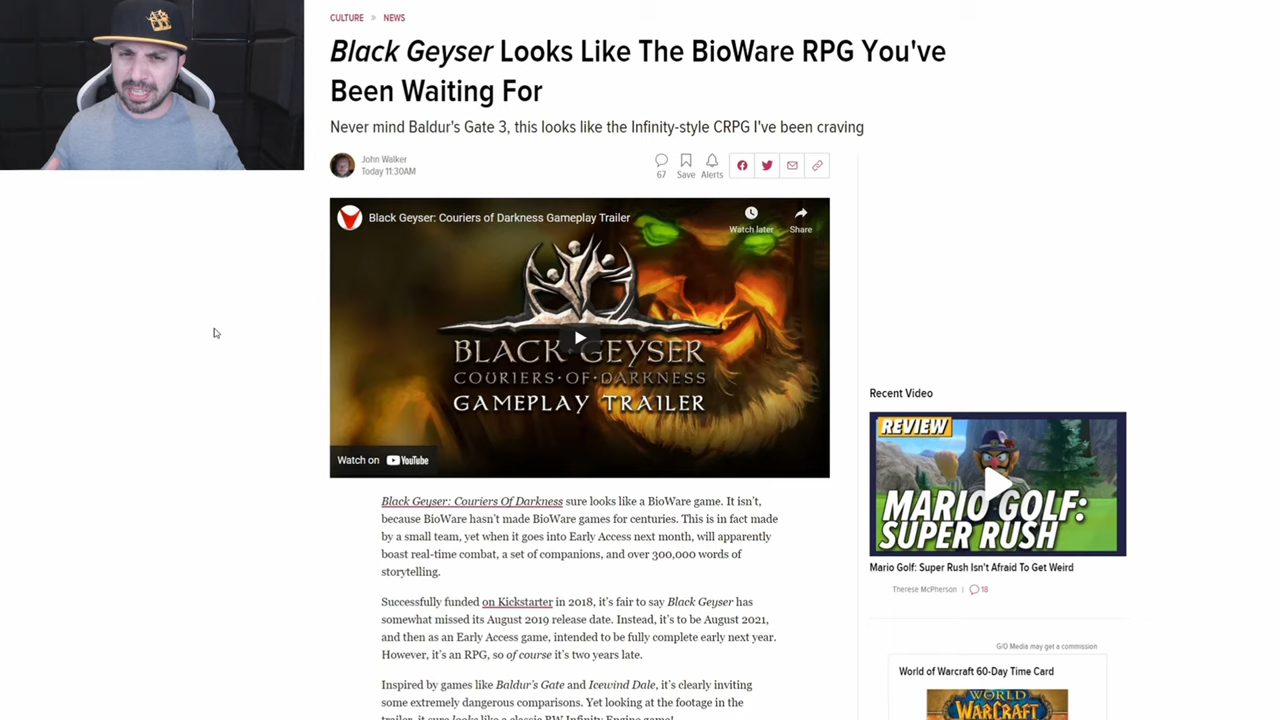 CULTURE » NEWS
Black Geyser Looks Like The BioWare RPG You've
Been Waiting For
Never mind Baldur's Gate 3, this looks like the Infinity-style CRPG I've been craving
John Walker
Today 11:30AM
67 Save Alerts
Black Geyser: Couriers of Darkness Gameplay Trailer
Watch later Share
BLACK GEYSER
COURIERS·OF·DARKNESS
GAMEPLAY TRAILER
Watch on YouTube
Black Geyser: Couriers Of Darkness sure looks like a BioWare game. It isn't,
because BioWare hasn't made BioWare games for centuries. This is in fact made
by a small team, yet when it goes into Early Access next month, will apparently
boast real-time combat, a set of companions, and over 300,000 words of
storytelling.
Successfully funded on Kickstarter in 2018, it's fair to say Black Geyser has
somewhat missed its August 2019 release date. Instead, it's to be August 2021,
and then as an Early Access game, intended to be fully complete early next year.
However, it's an RPG, so of course it's two years late.
Inspired by games like Baldur's Gate and Icewind Dale, it's clearly inviting
some extremely dangerous comparisons. Yet looking at the footage in the
trailer, it sure looks like a classic BW Infinity Engine game!
Recent Video
REVIEW
MARIO GOLF:
SUPER RUSH
Mario Golf: Super Rush Isn't Afraid To Get Weird
Therese McPherson | 18
G/O Media may get a commission
World of Warcraft 60-Day Time Card
WORLD
WARCRAFT